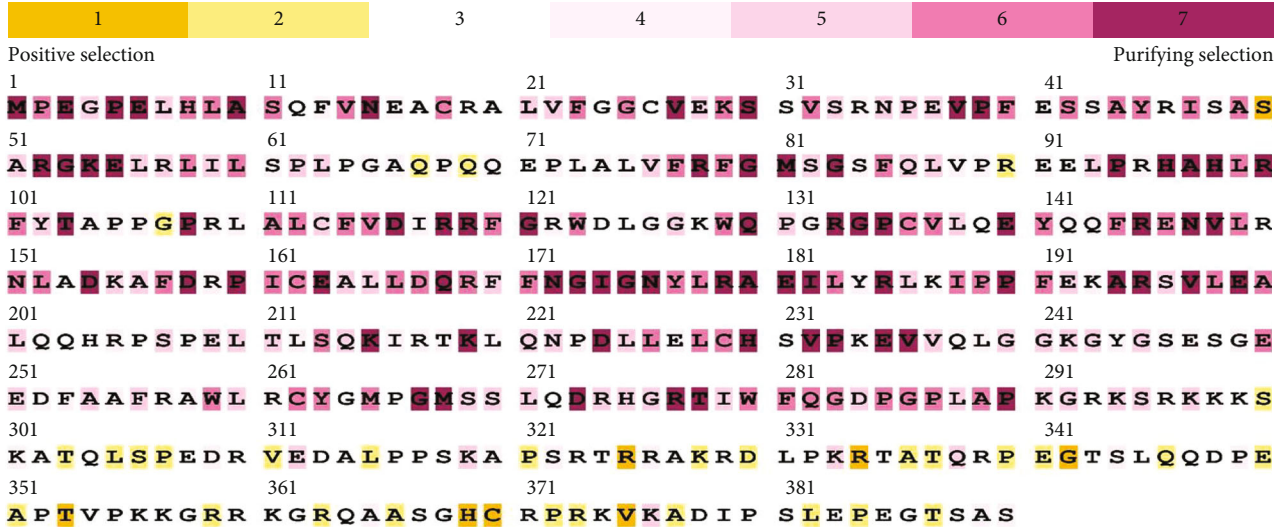 1 2 3 4 5 6 7
Positive selection Purifying selection
1 11 21 31 41
MPEGPELHLA SQFVNEACRA LVFGGCVEKS SVSRNPEVPF ESSAYRISAS
51 61 71 81 91
ARGKELRLIL SPLPGAQPQQ EPLALVFRFG MSGSFQLVPR EELPRHAHLR
101 111 121 131 141
FYTAPPGPRL ALCFVDIRRF GRWDLGGKWQ PGRGPCVLQE YQQFRENVLR
151 161 171 181 191
NLADKAFDRP ICEALLDQRF FNGIGNYLRA EILYRLKIPP FEKARSVLEA
201 211 221 231 241
LQQHRPSPEL TLSQKIRTKL QNPDLLELCH SVPKEVVQLG GKGYGSESGE
251 261 271 281 291
EDFAAFRAWL RCYGMPGMSS LQDRHGRTIW FQGDPGPLAP KGRKSRKKKS
301 311 321 331 341
KATQLSPEDR VEDALPPSKA PSRTRRAKRD LPKRTATQRP EGTSLQQDPE
351 361 371 381
APTVPKKGRR KGRQAASGHC RPRKVKADIP SLEPEGTSAS